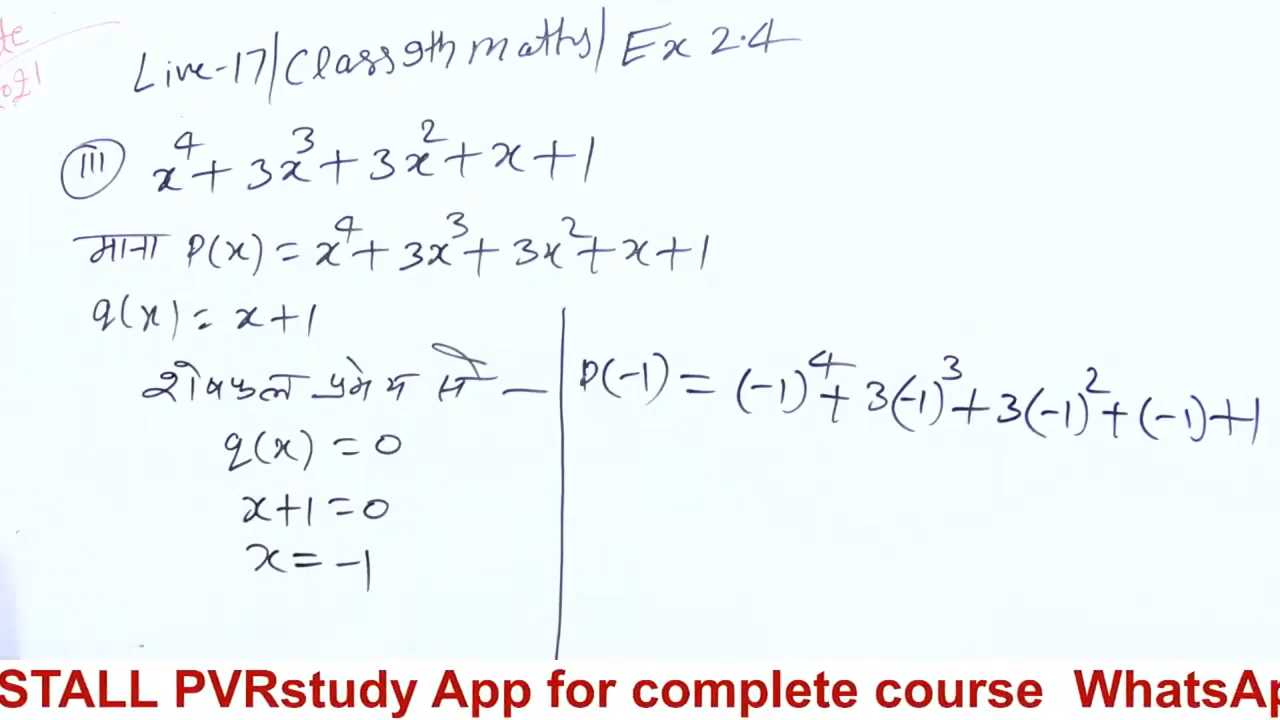 te
2021
Live-17/Class 9th maths/ Ex 2.4
(III) x⁴ + 3x³ + 3x² + x + 1
माना P(x) = x⁴ + 3x³ + 3x² + x + 1
q(x) = x + 1
शेषफल प्रमेय से —
q(x) = 0
x + 1 = 0
x = -1
P(-1) = (-1)⁴ + 3(-1)³ + 3(-1)² + (-1) + 1
STALL PVRstudy App for complete course WhatsAp